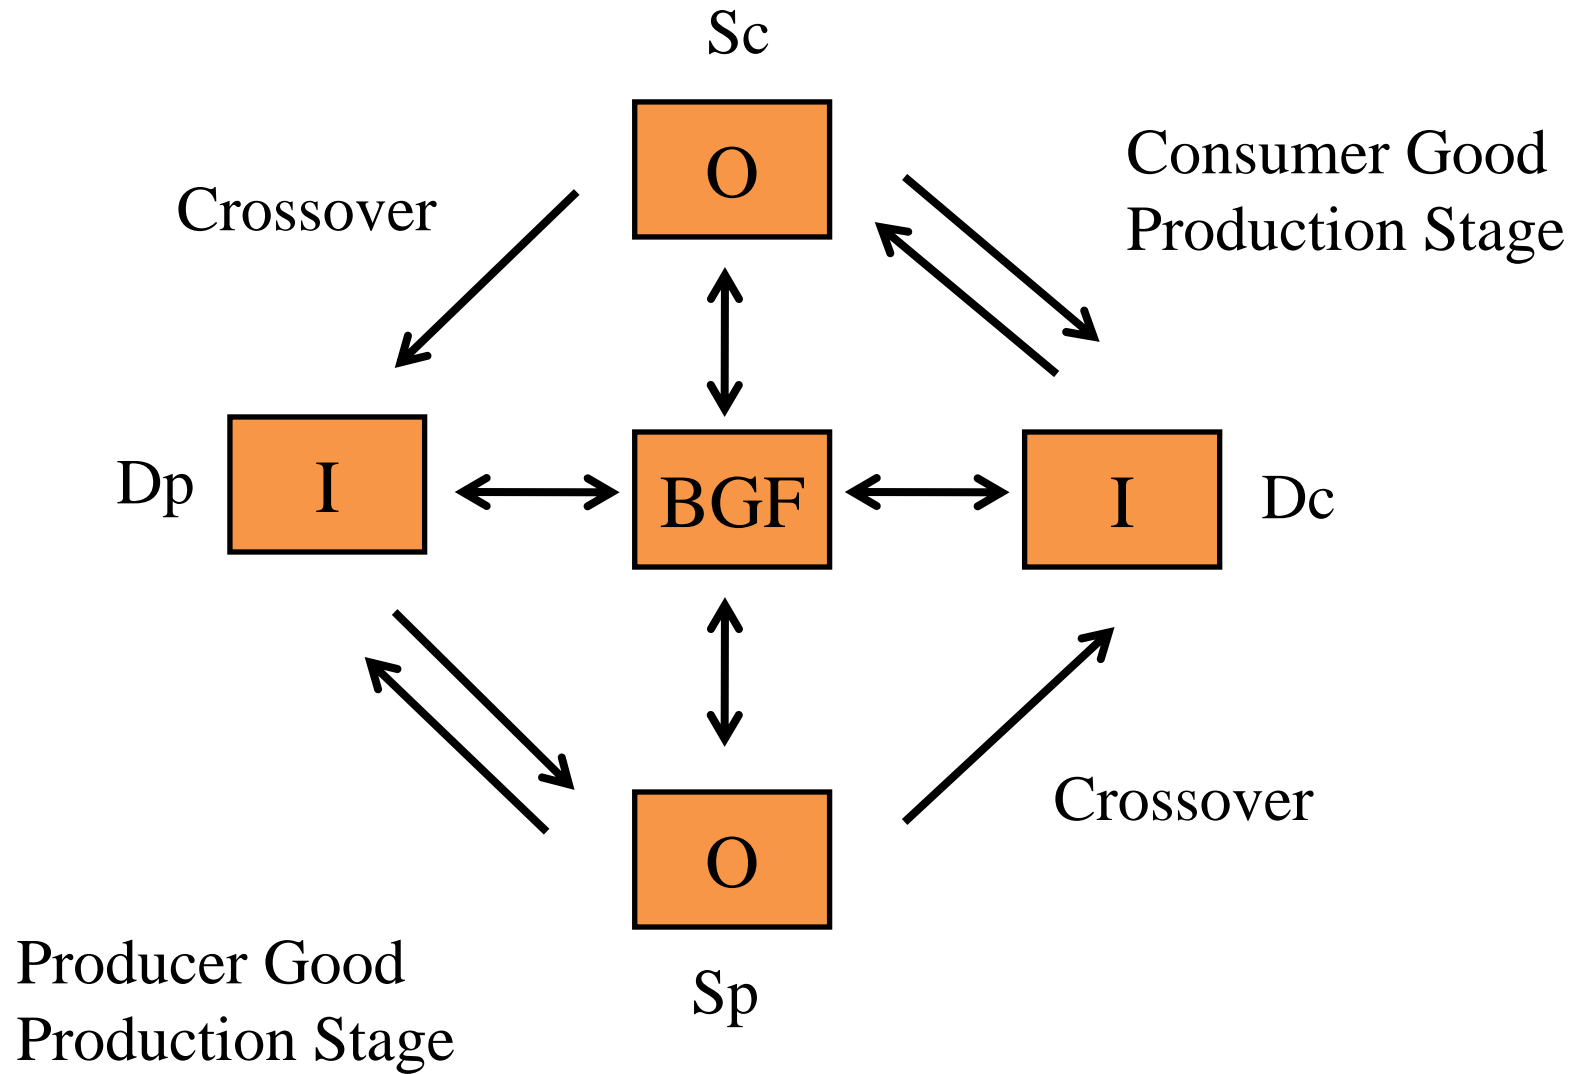 Sc
O
Consumer Good
Production Stage
Crossover
Dp
I
BGF
I
Dc
Crossover
O
Producer Good
Production Stage
Sp